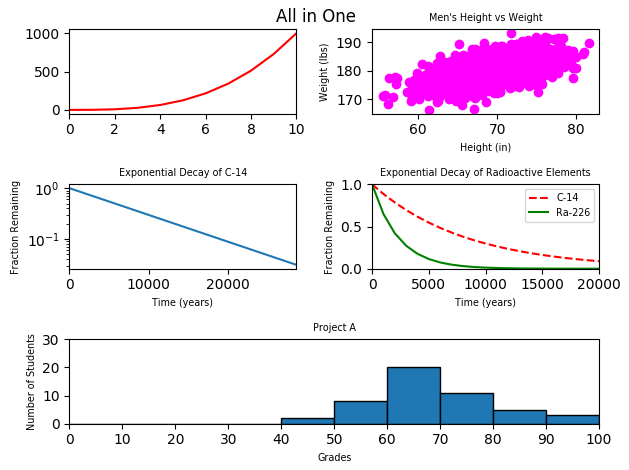 All in One
1000
500
0
0 2 4 6 8 10
Men's Height vs Weight
Weight (lbs)
190
180
170
60 70 80
Height (in)
Exponential Decay of C-14
Fraction Remaining
10⁰
10⁻¹
0 10000 20000
Time (years)
Exponential Decay of Radioactive Elements
Fraction Remaining
1.0
0.5
0.0
C-14
Ra-226
0 5000 10000 15000 20000
Time (years)
Project A
Number of Students
30
20
10
0
0 10 20 30 40 50 60 70 80 90 100
Grades